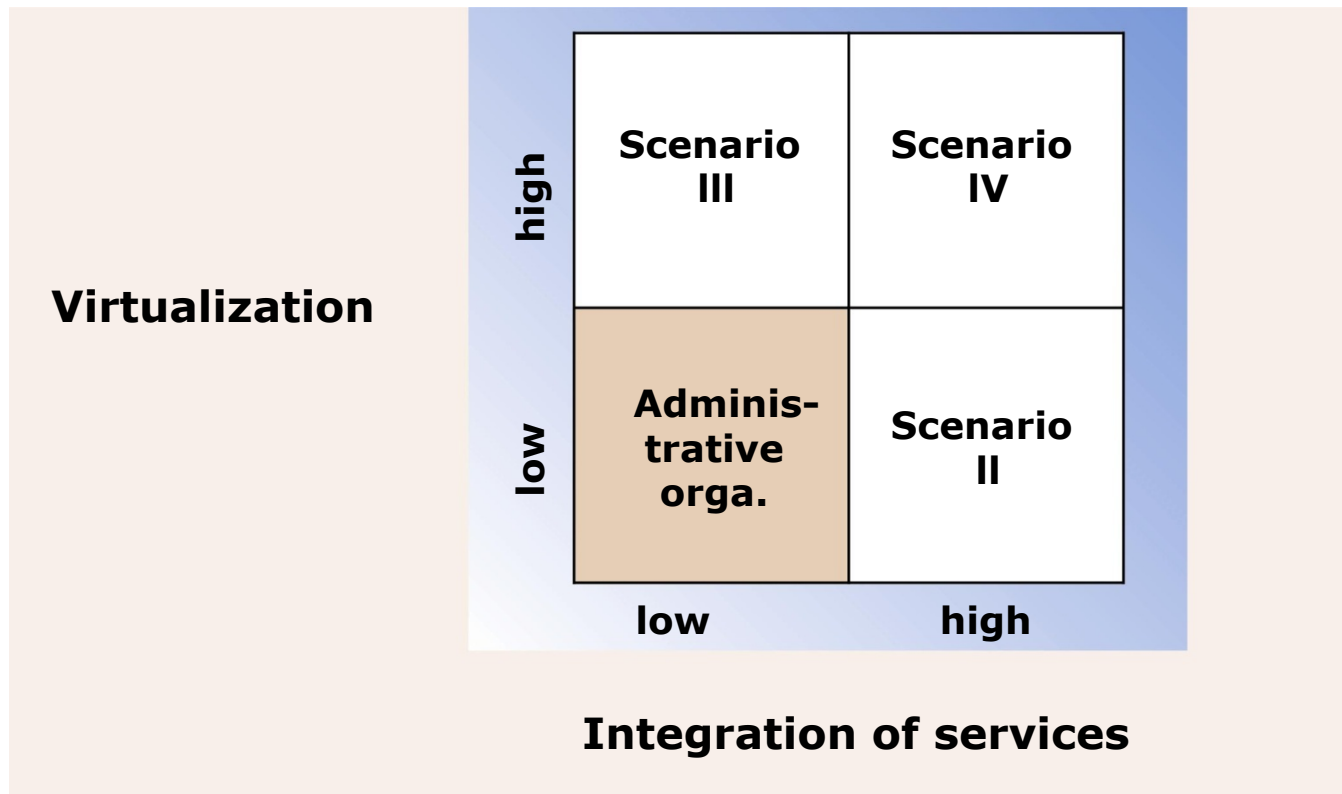 high
Scenario
III
Scenario
IV
Virtualization
low
Adminis-
trative
orga.
Scenario
II
low
high
Integration of services